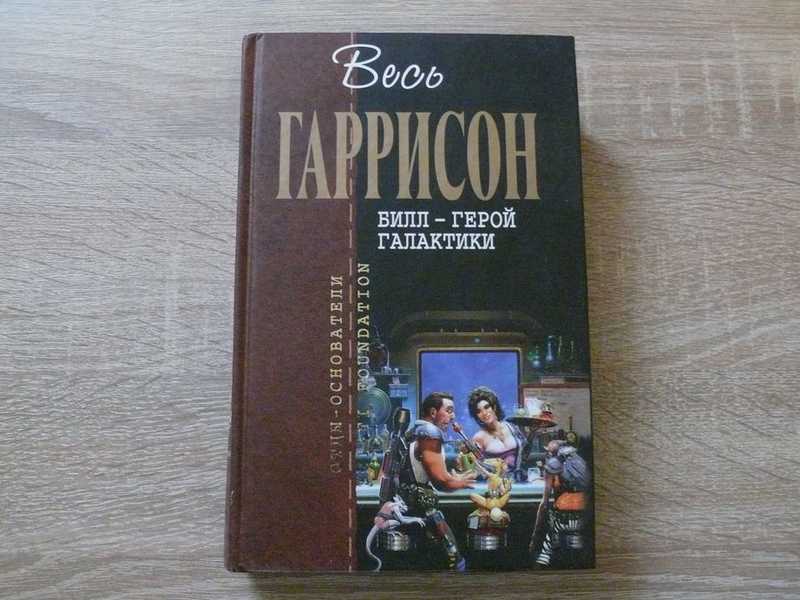 Весь
ГАРРИСОН
БИЛЛ – ГЕРОЙ
ГАЛАКТИКИ
ОТЦЫ-ОСНОВАТЕЛИ
FOUNDATION